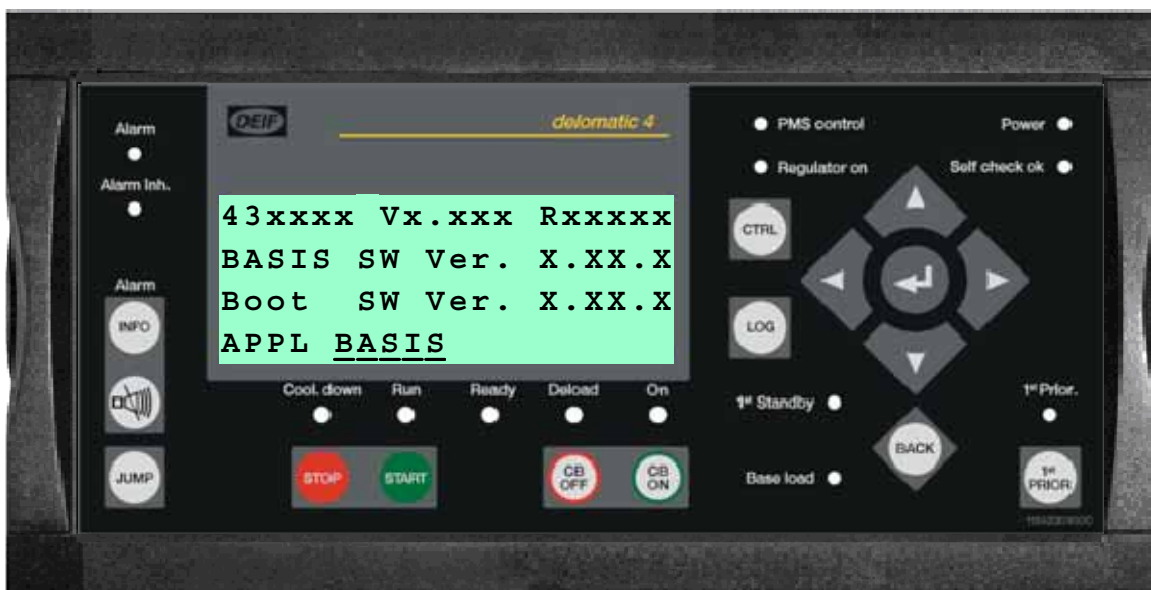 DEIF
delomatic 4
Alarm
Alarm Inh.
PMS control
Power
Regulator on
Self check ok
43xxxx Vx.xxx Rxxxxx
BASIS SW Ver. X.XX.X
Boot SW Ver. X.XX.X
APPL BASIS
CTRL
LOG
Alarm
INFO
JUMP
Cool. down
Run
Ready
Deload
On
STOP
START
CB
OFF
CB
ON
1st Standby
Base load
BACK
1st Prior.
1st
PRIOR